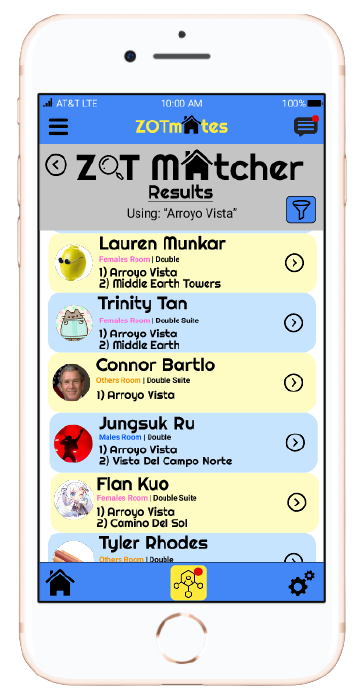 AT&T LTE 10:00 AM 100%
ZOTmates
ZOT Matcher
Results
Using: "Arroyo Vista"
Lauren Munkar
Females Room | Double
1) Arroyo Vista
2) Middle Earth Towers
Trinity Tan
Females Room | Double Suite
1) Arroyo Vista
2) Middle Earth
Connor Bartlo
Others Room | Double Suite
1) Arroyo Vista
Jungsuk Ru
Males Room | Double
1) Arroyo Vista
2) Vista Del Campo Norte
Flan Kuo
Females Room | Double Suite
1) Arroyo Vista
2) Camino Del Sol
Tyler Rhodes
Others Room | Double